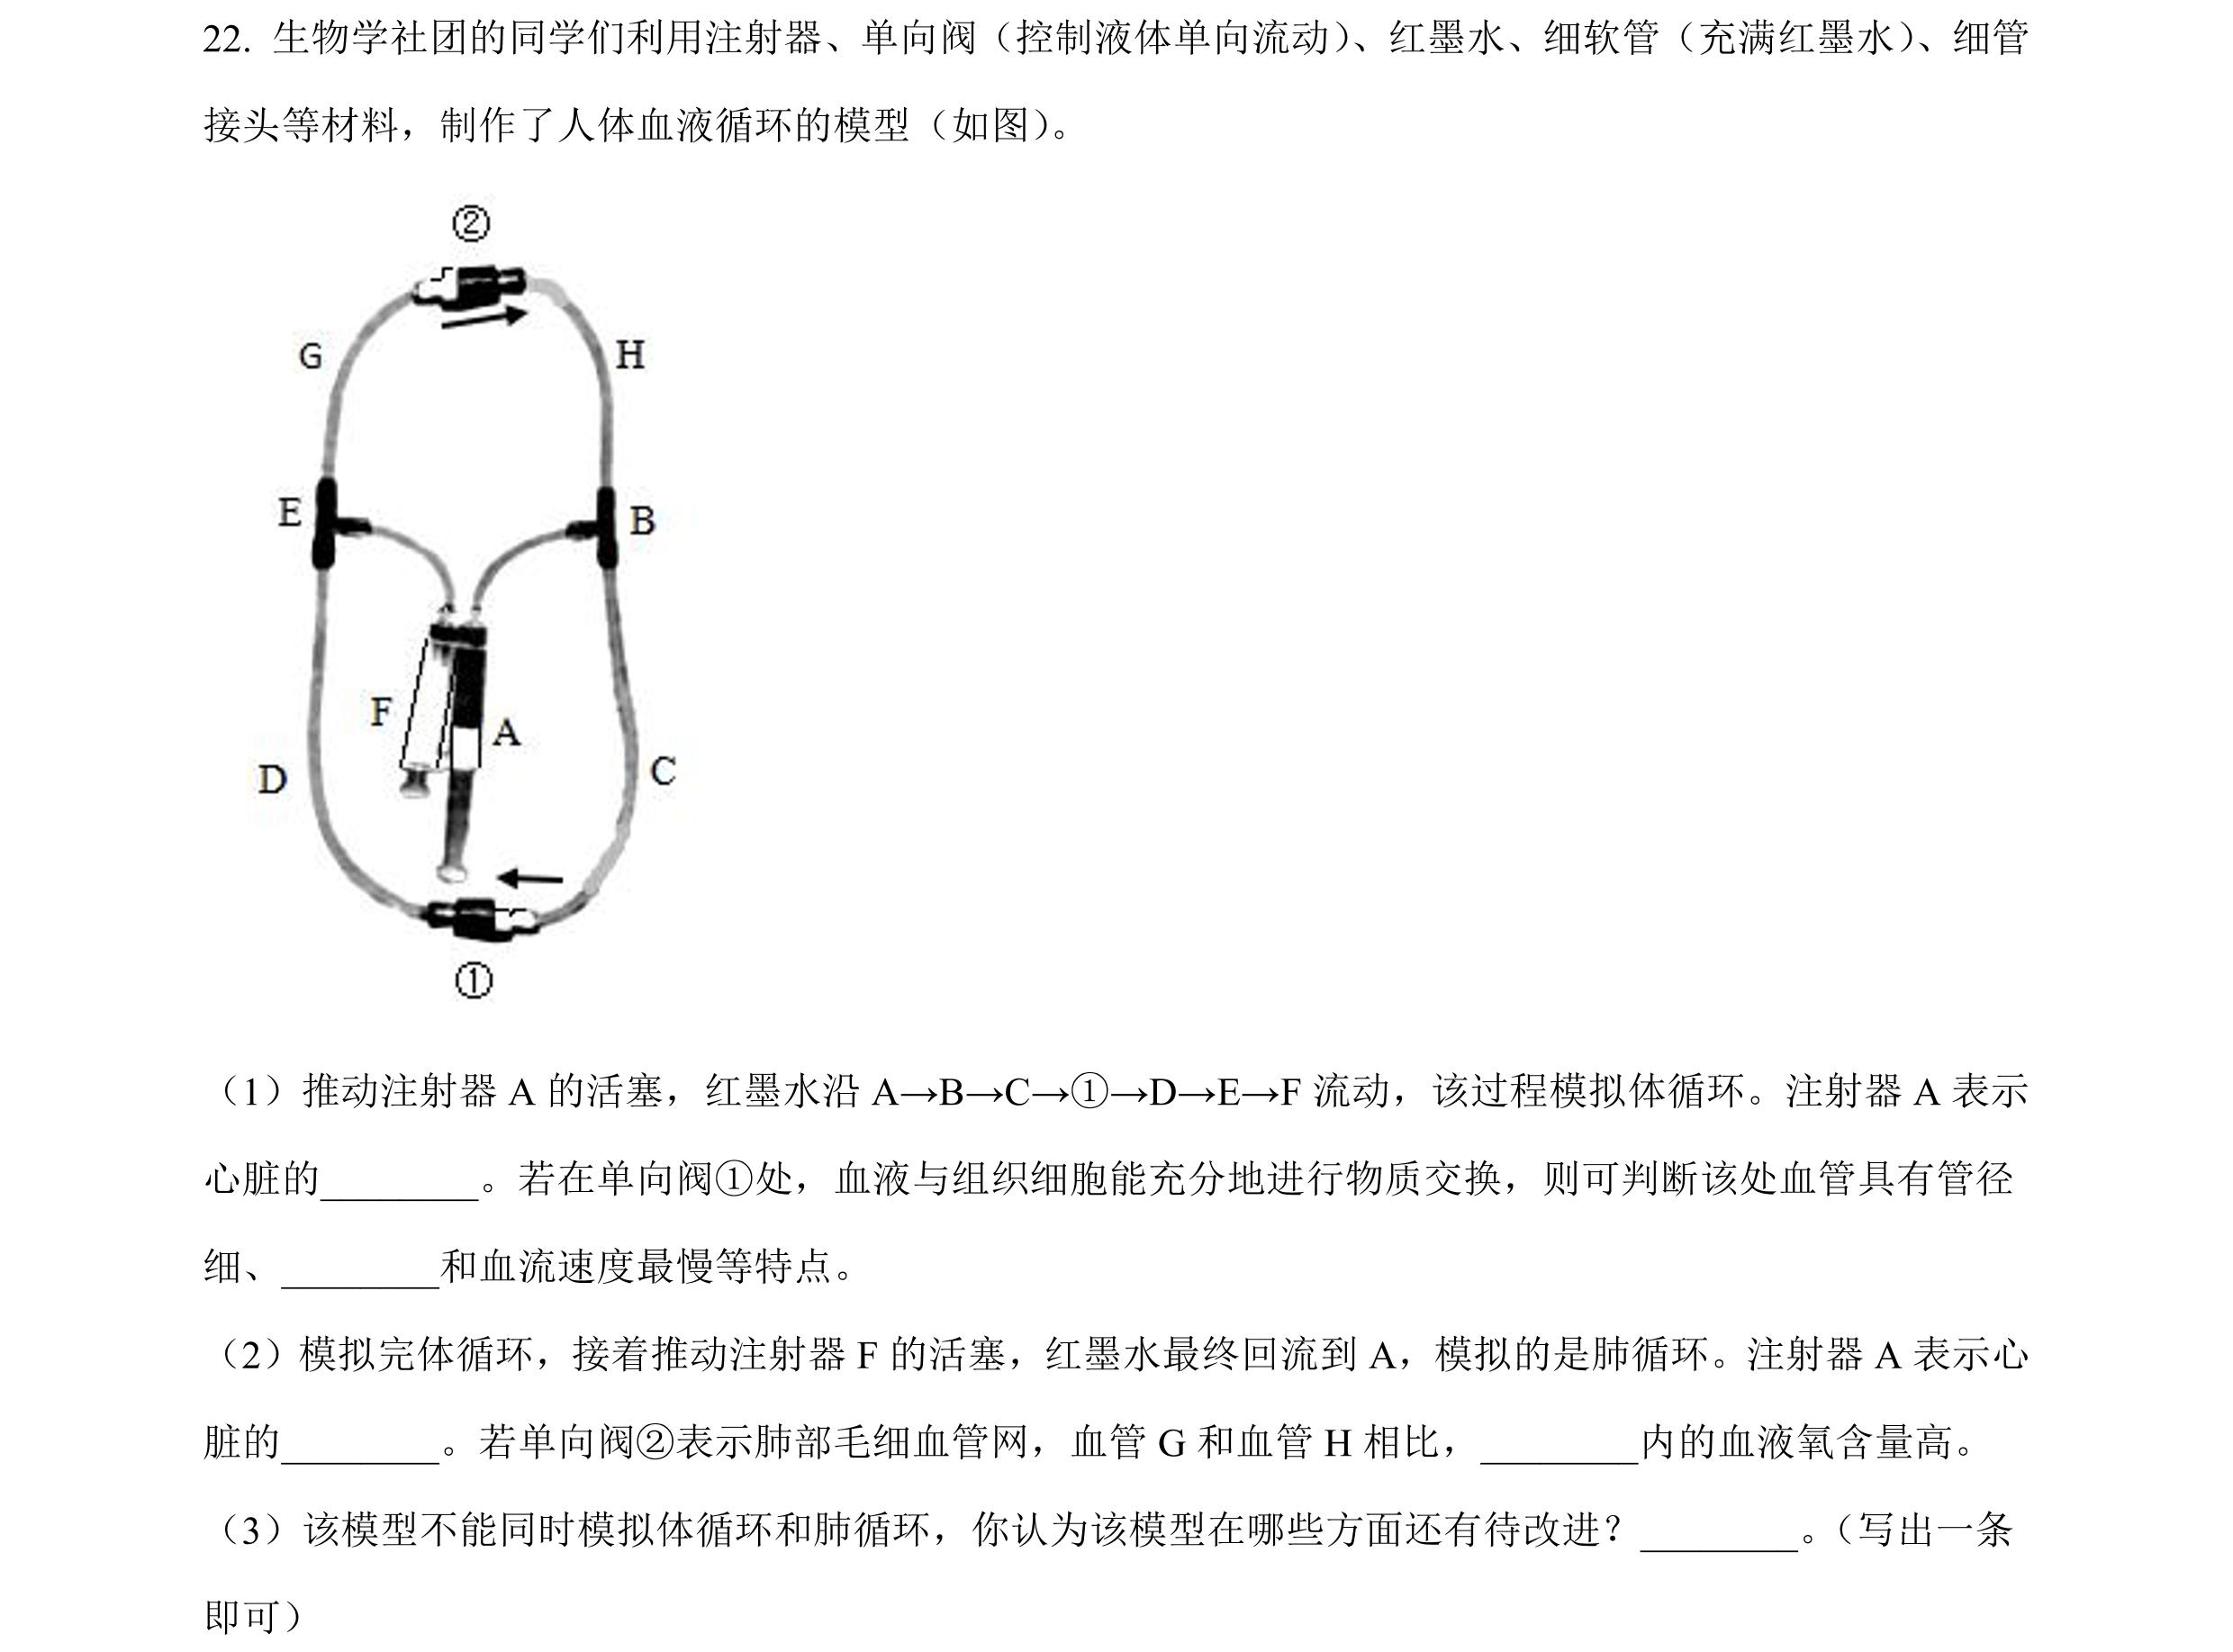 22. 生物学社团的同学们利用注射器、单向阀（控制液体单向流动）、红墨水、细软管（充满红墨水）、细管
接头等材料，制作了人体血液循环的模型（如图）。
②
G
H
E
B
F
A
D
C
①
（1）推动注射器 A 的活塞，红墨水沿 A→B→C→①→D→E→F 流动，该过程模拟体循环。注射器 A 表示
心脏的________。若在单向阀①处，血液与组织细胞能充分地进行物质交换，则可判断该处血管具有管径
细、________和血流速度最慢等特点。
（2）模拟完体循环，接着推动注射器 F 的活塞，红墨水最终回流到 A，模拟的是肺循环。注射器 A 表示心
脏的________。若单向阀②表示肺部毛细血管网，血管 G 和血管 H 相比，________内的血液氧含量高。
（3）该模型不能同时模拟体循环和肺循环，你认为该模型在哪些方面还有待改进？________。（写出一条
即可）